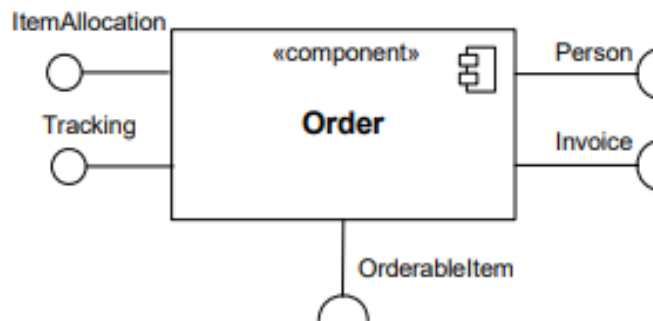 ItemAllocation
«component»
Person
Tracking
Order
Invoice
OrderableItem